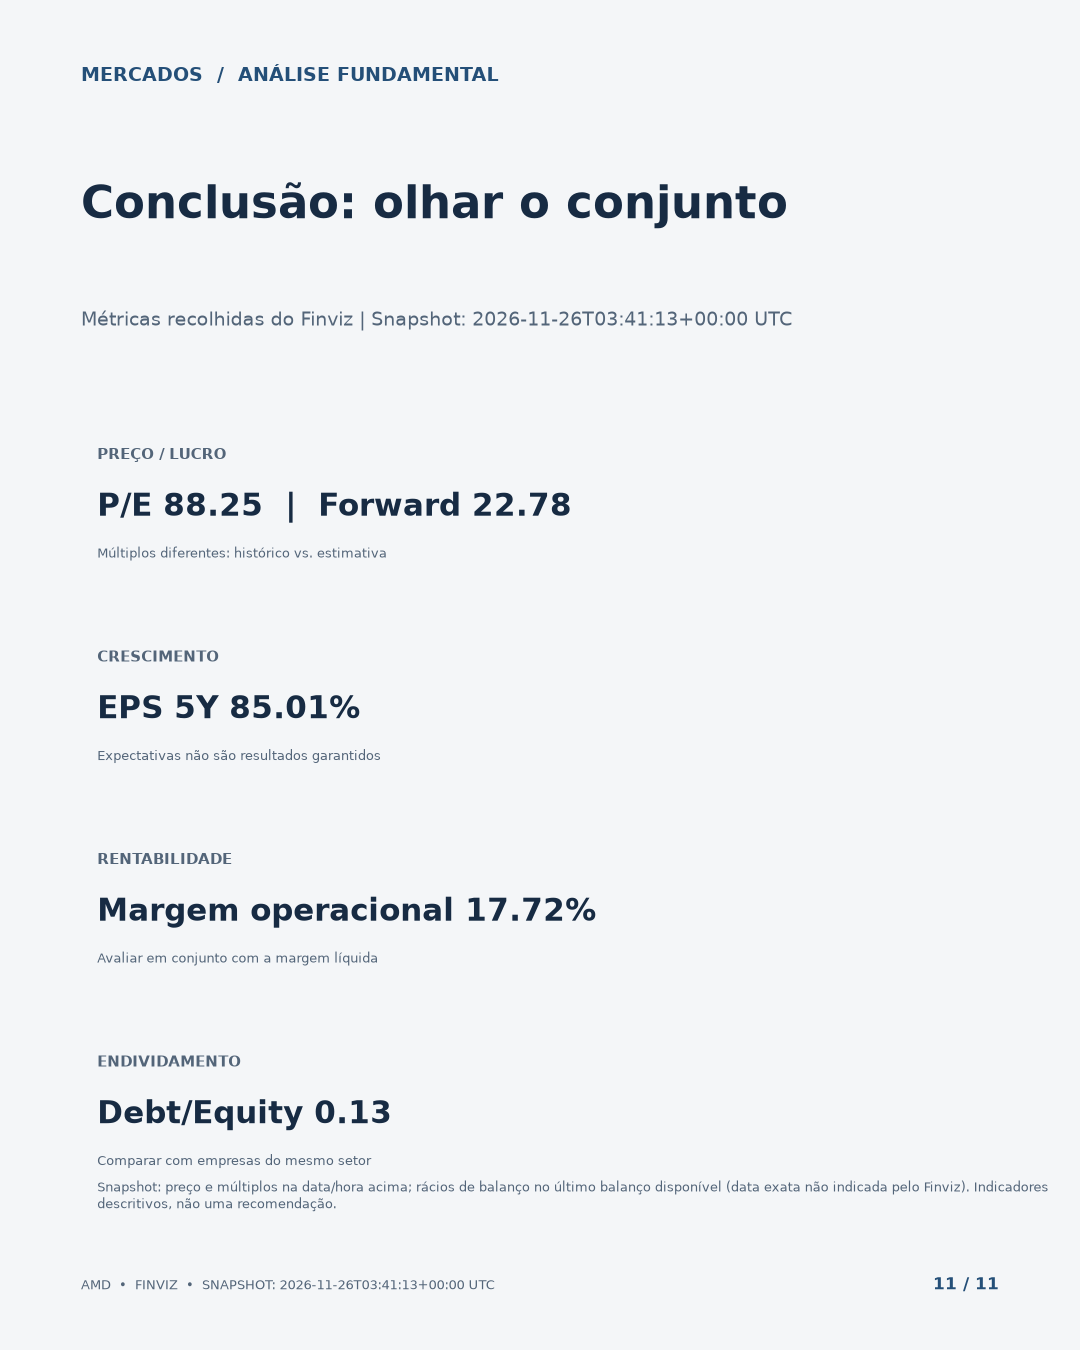 MERCADOS / ANÁLISE FUNDAMENTAL
Conclusão: olhar o conjunto
Métricas recolhidas do Finviz | Snapshot: 2026-11-26T03:41:13+00:00 UTC
PREÇO / LUCRO
P/E 88.25 | Forward 22.78
Múltiplos diferentes: histórico vs. estimativa
CRESCIMENTO
EPS 5Y 85.01%
Expectativas não são resultados garantidos
RENTABILIDADE
Margem operacional 17.72%
Avaliar em conjunto com a margem líquida
ENDIVIDAMENTO
Debt/Equity 0.13
Comparar com empresas do mesmo setor
Snapshot: preço e múltiplos na data/hora acima; rácios de balanço no último balanço disponível (data exata não indicada pelo Finviz). Indicadores
descritivos, não uma recomendação.
AMD • FINVIZ • SNAPSHOT: 2026-11-26T03:41:13+00:00 UTC
11 / 11